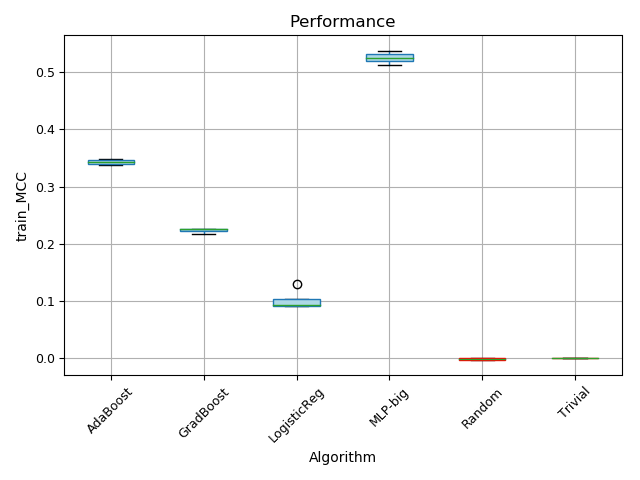 Performance
train_MCC
0.5
0.4
0.3
0.2
0.1
0.0
AdaBoost
GradBoost
LogisticReg
MLP-big
Random
Trivial
Algorithm